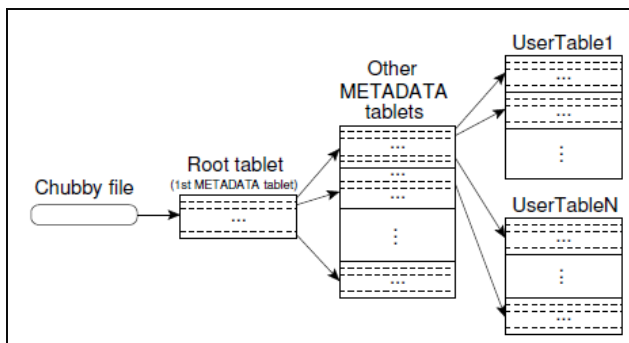 Chubby file
Root tablet
(1st METADATA tablet)
...
Other
METADATA
tablets
...
...
...
⋮
...
UserTable1
...
...
⋮
UserTableN
...
⋮
...